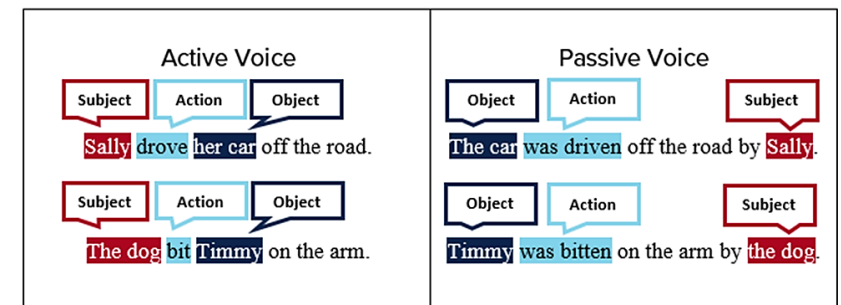 Active Voice
Subject Action Object
Sally drove her car off the road.
Subject Action Object
The dog bit Timmy on the arm.
Passive Voice
Object Action Subject
The car was driven off the road by Sally.
Object Action Subject
Timmy was bitten on the arm by the dog.